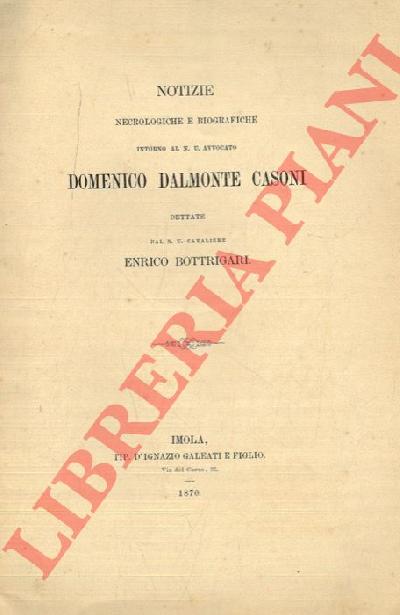 NOTIZIE
NECROLOGICHE E BIOGRAFICHE
INTORNO AL N. U. AVVOCATO
DOMENICO DALMONTE CASONI
DETTATE
DAL N. U. CAVALIERE
ENRICO BOTTRIGARI.
IMOLA,
TIP. D'IGNAZIO GALEATI E FIGLIO.
Via del Corso, 35.
1870
LIBRERIA PIANI